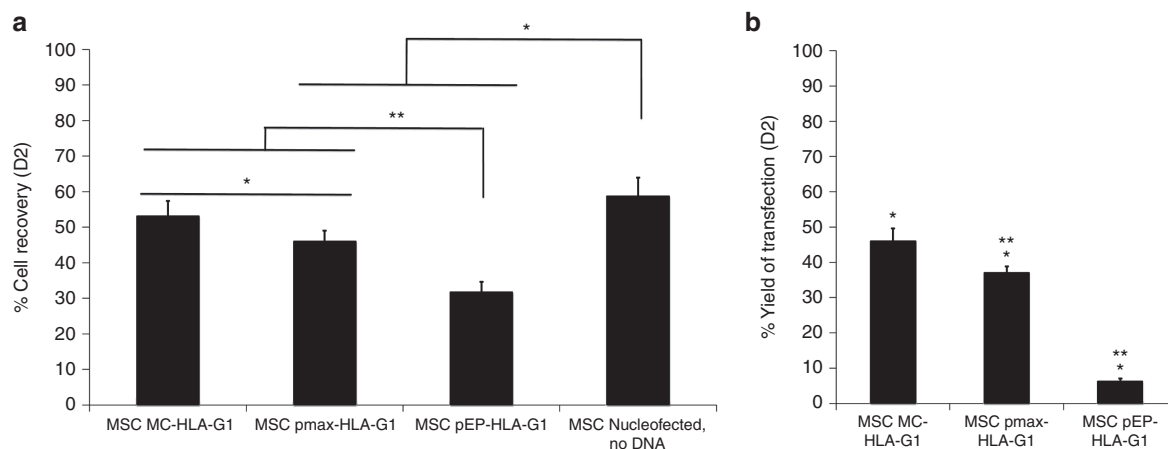 a
% Cell recovery (D2)
100
90
80
70
60
50
40
30
20
10
0
*
**
*
MSC MC-HLA-G1
MSC pmax-HLA-G1
MSC pEP-HLA-G1
MSC Nucleofected,
no DNA
b
% Yield of transfection (D2)
100
90
80
70
60
50
40
30
20
10
0
*
**
*
**
*
MSC MC-
HLA-G1
MSC pmax-
HLA-G1
MSC pEP-
HLA-G1